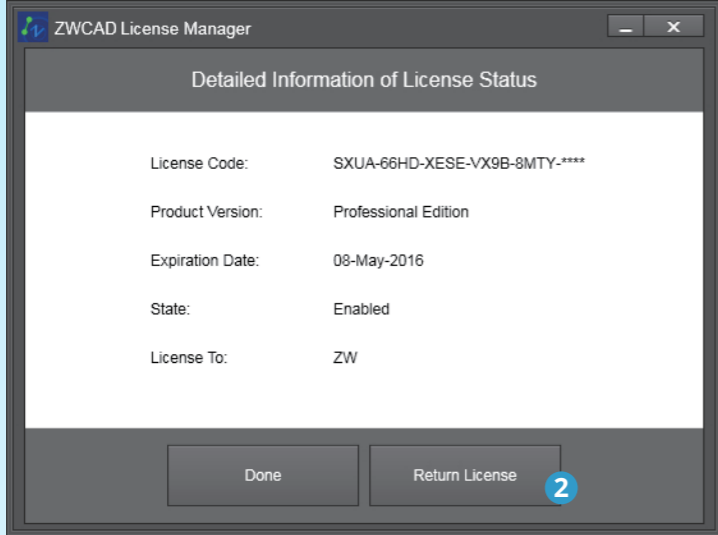 ZWCAD License Manager
Detailed Information of License Status
License Code: SXUA-66HD-XESE-VX9B-8MTY-****
Product Version: Professional Edition
Expiration Date: 08-May-2016
State: Enabled
License To: ZW
Done Return License 2